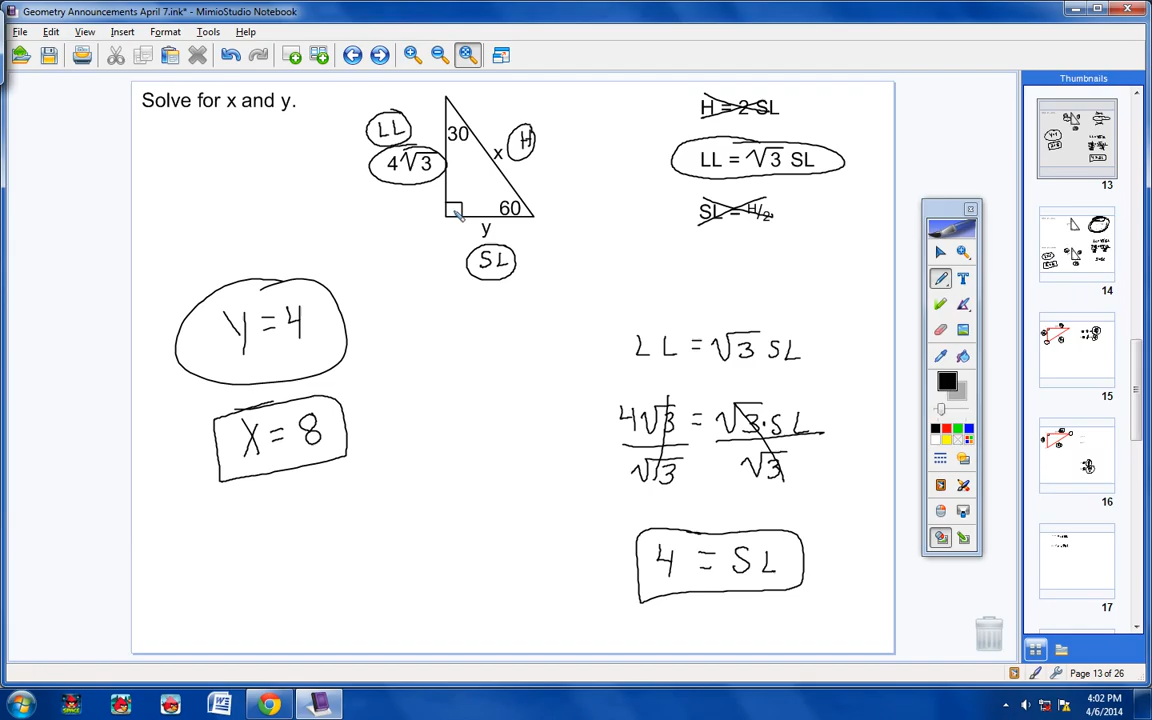 Geometry Announcements April 7.ink* - MimioStudio Notebook
File Edit View Insert Format Tools Help
Solve for x and y.
LL
4√3
30
x
H
60
y
SL
H = 2 SL
LL = √3 SL
SL = H/2
y = 4
x = 8
LL = √3 SL
4√3 = √3 · SL
√3 √3
4 = SL
Thumbnails
13
14
15
16
17
Page 13 of 26
4:02 PM
4/6/2014